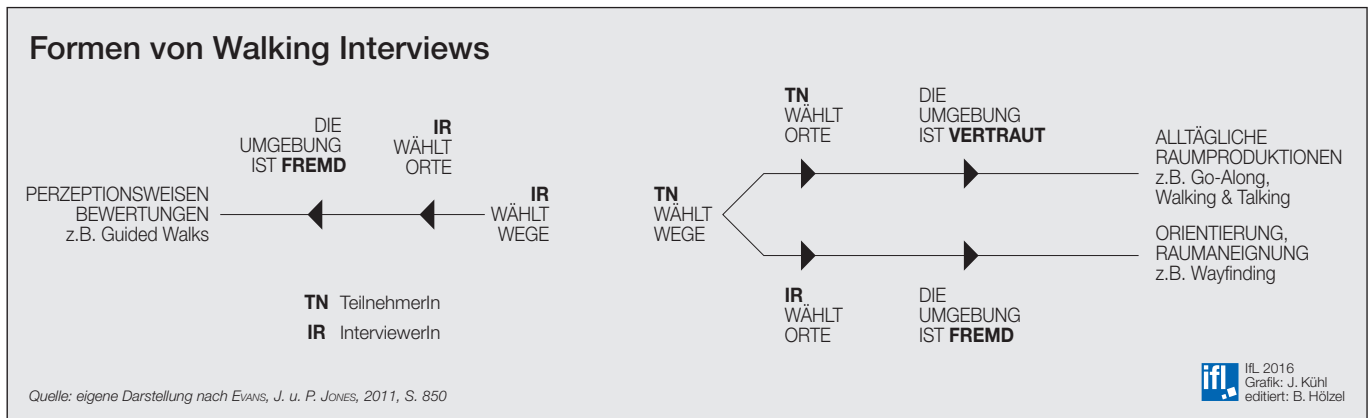 Formen von Walking Interviews
DIE
UMGEBUNG
IST FREMD
IR
WÄHLT
ORTE
PERZEPTIONSWEISEN
BEWERTUNGEN
z.B. Guided Walks
IR
WÄHLT
WEGE
TN
WÄHLT
WEGE
TN
WÄHLT
ORTE
DIE
UMGEBUNG
IST VERTRAUT
ALLTÄGLICHE
RAUMPRODUKTIONEN
z.B. Go-Along,
Walking & Talking
IR
WÄHLT
ORTE
DIE
UMGEBUNG
IST FREMD
ORIENTIERUNG,
RAUMANEIGNUNG
z.B. Wayfinding
TN TeilnehmerIn
IR InterviewerIn
Quelle: eigene Darstellung nach EVANS, J. u. P. JONES, 2011, S. 850
ifl
IfL 2016
Grafik: J. Kühl
editiert: B. Hölzel